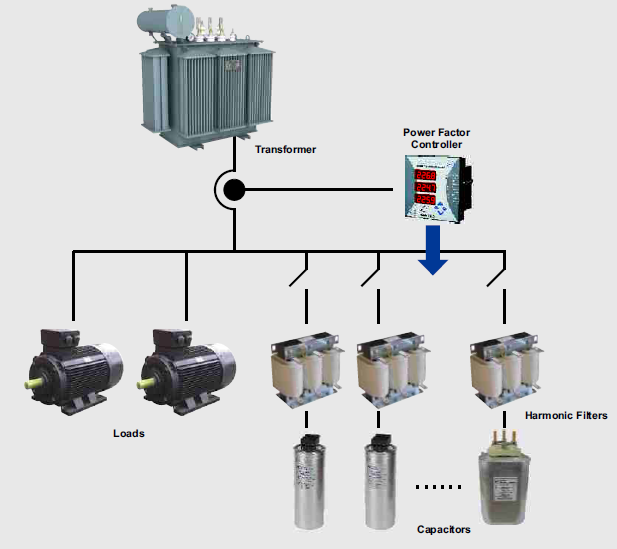 Transformer
Power Factor
Controller
Loads
Harmonic Filters
Capacitors